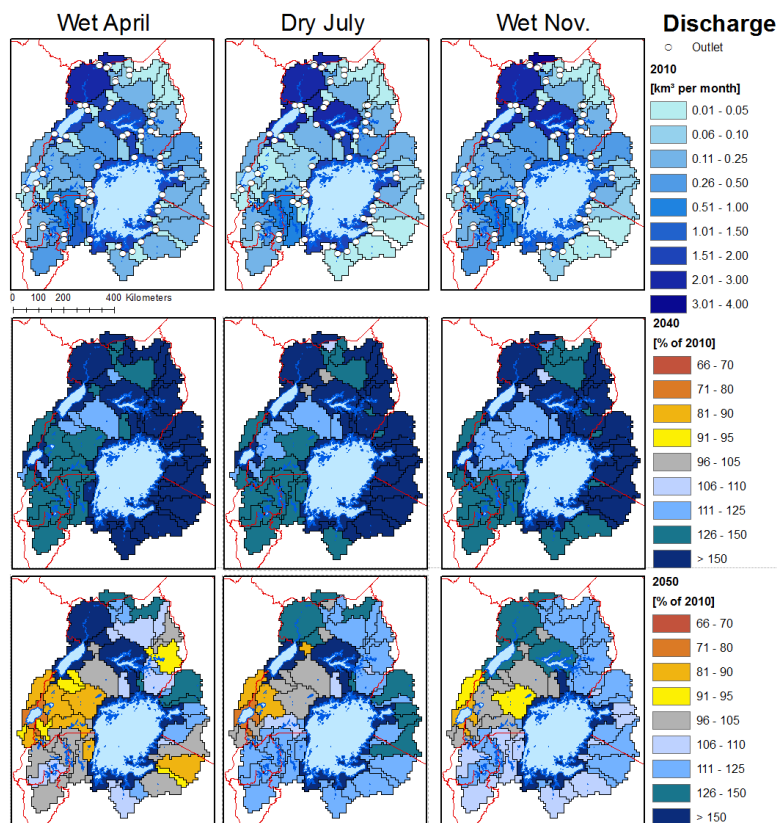 Wet April
Dry July
Wet Nov.
Discharge
Outlet
2010
[km³ per month]
0.01 - 0.05
0.06 - 0.10
0.11 - 0.25
0.26 - 0.50
0.51 - 1.00
1.01 - 1.50
1.51 - 2.00
2.01 - 3.00
3.01 - 4.00
0 100 200 400 Kilometers
2040
[% of 2010]
66 - 70
71 - 80
81 - 90
91 - 95
96 - 105
106 - 110
111 - 125
126 - 150
> 150
2050
[% of 2010]
66 - 70
71 - 80
81 - 90
91 - 95
96 - 105
106 - 110
111 - 125
126 - 150
> 150